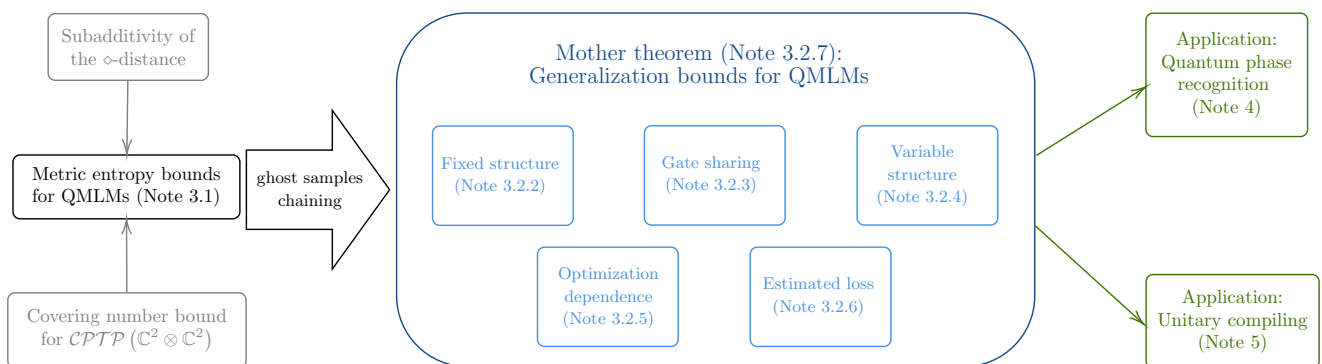 Subadditivity of
the ⋄-distance
Metric entropy bounds
for QMLMs (Note 3.1)
Covering number bound
for 𝒞𝒫𝒯𝒫 (ℂ² ⊗ ℂ²)
ghost samples
chaining
Mother theorem (Note 3.2.7):
Generalization bounds for QMLMs
Fixed structure
(Note 3.2.2)
Gate sharing
(Note 3.2.3)
Variable
structure
(Note 3.2.4)
Optimization
dependence
(Note 3.2.5)
Estimated loss
(Note 3.2.6)
Application:
Quantum phase
recognition
(Note 4)
Application:
Unitary compiling
(Note 5)